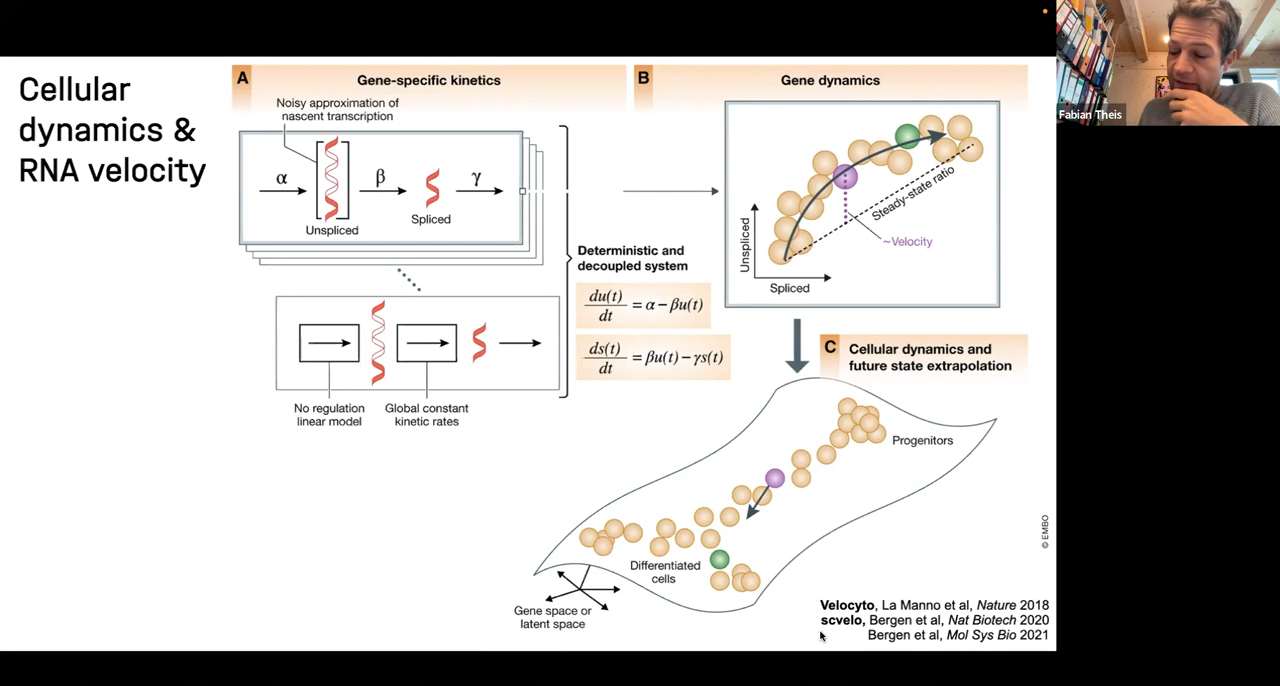 Cellular
dynamics &
RNA velocity
A
Gene-specific kinetics
Noisy approximation of
nascent transcription
α
β
γ
Unspliced
Spliced
No regulation
linear model
Global constant
kinetic rates
Deterministic and
decoupled system
du(t)/dt = α − βu(t)
ds(t)/dt = βu(t) − γs(t)
B
Gene dynamics
Unspliced
Spliced
Steady-state ratio
~Velocity
C
Cellular dynamics and
future state extrapolation
Progenitors
Differentiated
cells
Gene space or
latent space
© EMBO
Velocyto, La Manno et al, Nature 2018
scvelo, Bergen et al, Nat Biotech 2020
Bergen et al, Mol Sys Bio 2021
Fabian Theis